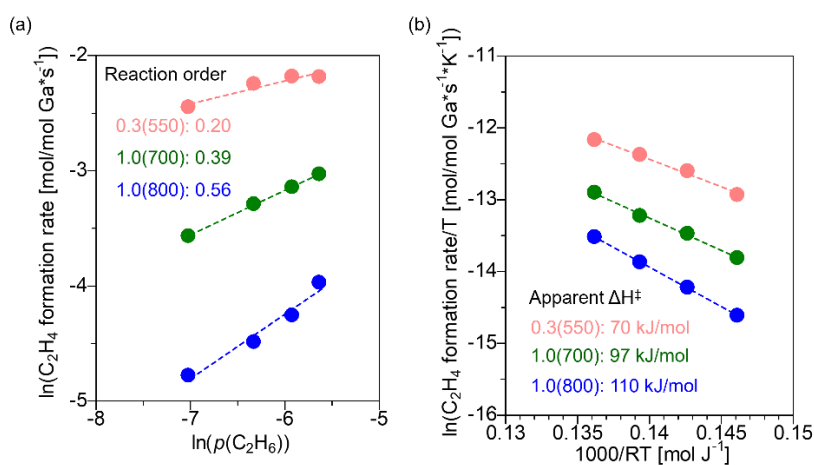 (a)
ln(C₂H₄ formation rate [mol/mol Ga*s⁻¹])
-2
-3
-4
-5
Reaction order
0.3(550): 0.20
1.0(700): 0.39
1.0(800): 0.56
-8
-7
-6
-5
ln(p(C₂H₆))
(b)
ln(C₂H₄ formation rate/T [mol/mol Ga*s⁻¹*K⁻¹])
-11
-12
-13
-14
-15
-16
Apparent ΔH‡
0.3(550): 70 kJ/mol
1.0(700): 97 kJ/mol
1.0(800): 110 kJ/mol
0.13
0.135
0.14
0.145
0.15
1000/RT [mol J⁻¹]